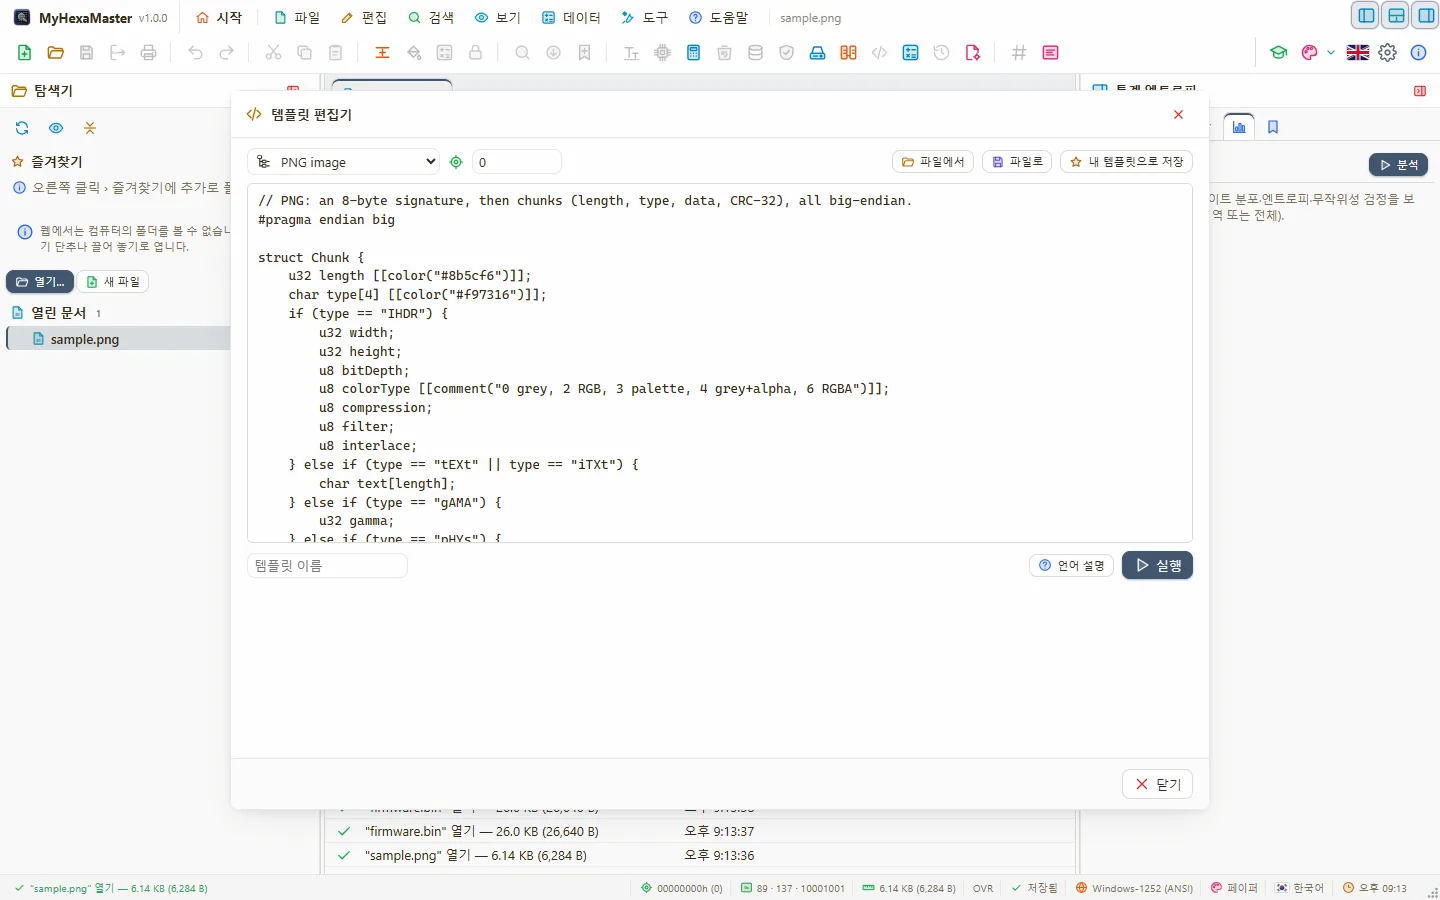 MyHexaMaster v1.0.0 시작 파일 편집 검색 보기 데이터 도구 도움말 sample.png
탐색기
템플릿 편집기
PNG image 0 파일에서 파일로 내 템플릿으로 저장
즐겨찾기
오른쪽 클릭 › 즐겨찾기에 추가로 폴
웹에서는 컴퓨터의 폴더를 볼 수 없습니
기 단추나 끌어 놓기로 엽니다.
열기... 새 파일
열린 문서 1
sample.png
// PNG: an 8-byte signature, then chunks (length, type, data, CRC-32), all big-endian.
#pragma endian big
struct Chunk {
u32 length [[color("#8b5cf6")]];
char type[4] [[color("#f97316")]];
if (type == "IHDR") {
u32 width;
u32 height;
u8 bitDepth;
u8 colorType [[comment("0 grey, 2 RGB, 3 palette, 4 grey+alpha, 6 RGBA")]];
u8 compression;
u8 filter;
u8 interlace;
} else if (type == "tEXt" || type == "iTXt") {
char text[length];
} else if (type == "gAMA") {
u32 gamma;
} else if (type == "pHYs") {
템플릿 이름 언어 설명 실행
닫기
분석
이트 분포·엔트로피·무작위성 검정을 보
역 또는 전체).
"firmware.bin" 열기 — 26.0 KB (26,640 B) 오후 9:13:37
"sample.png" 열기 — 6.14 KB (6,284 B) 오후 9:13:36
"sample.png" 열기 — 6.14 KB (6,284 B) 00000000h (0) 89 · 137 · 10001001 6.14 KB (6,284 B) OVR 저장됨 Windows-1252 (ANSI) 페이퍼 한국어 오후 09:13